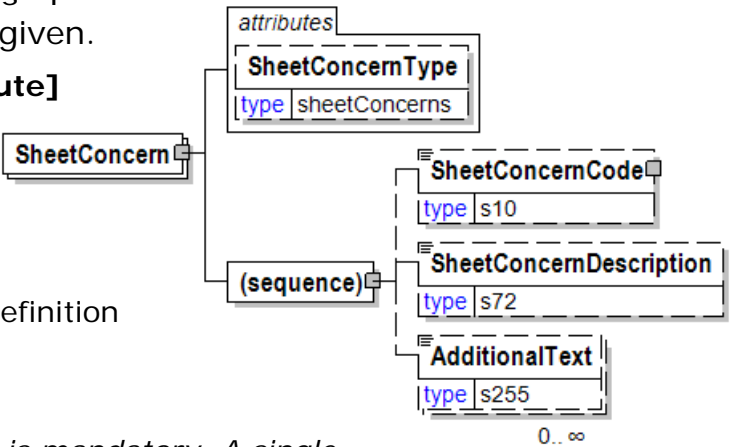 given.
attributes
ute]
SheetConcernType
type sheetConcerns
SheetConcern
SheetConcernCode
type s10
(sequence)
SheetConcernDescription
type s72
efinition
AdditionalText
type s255
0.. ∞
is mandatory. A single